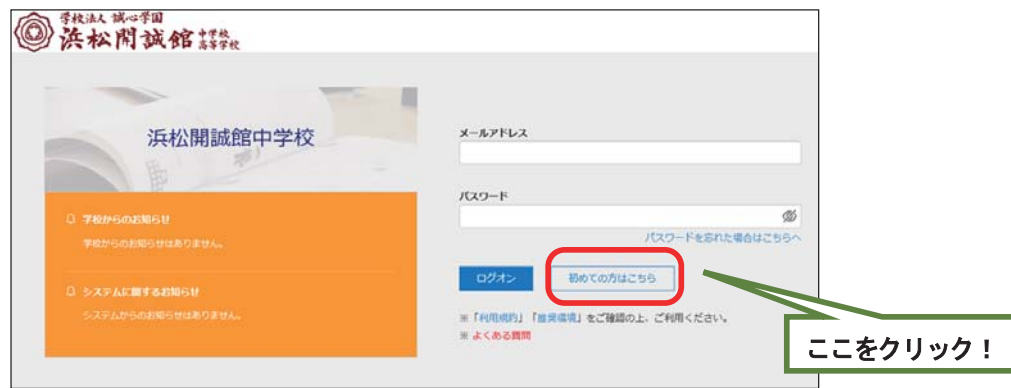 学校法人 誠心学園
浜松開誠館 中学校 高等学校
浜松開誠館中学校
学校からのお知らせ
学校からのお知らせはありません。
システムに関するお知らせ
システムからのお知らせはありません。
メールアドレス
パスワード
パスワードを忘れた場合はこちらへ
ログオン
初めての方はこちら
※「利用規約」「推奨環境」をご確認の上、ご利用ください。
※ よくある質問
ここをクリック！